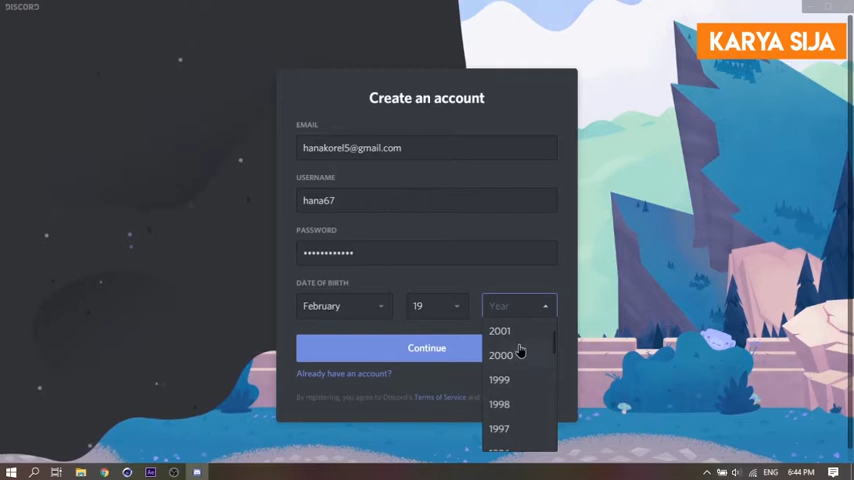 DISCORD
KARYA SIJA
Create an account
EMAIL
hanakorel5@gmail.com
USERNAME
hana67
PASSWORD
••••••••••••
DATE OF BIRTH
February 19 Year
2001
2000
1999
1998
1997
Continue
Already have an account?
By registering, you agree to Discord's Terms of Service and
Ae
ENG 6:44 PM